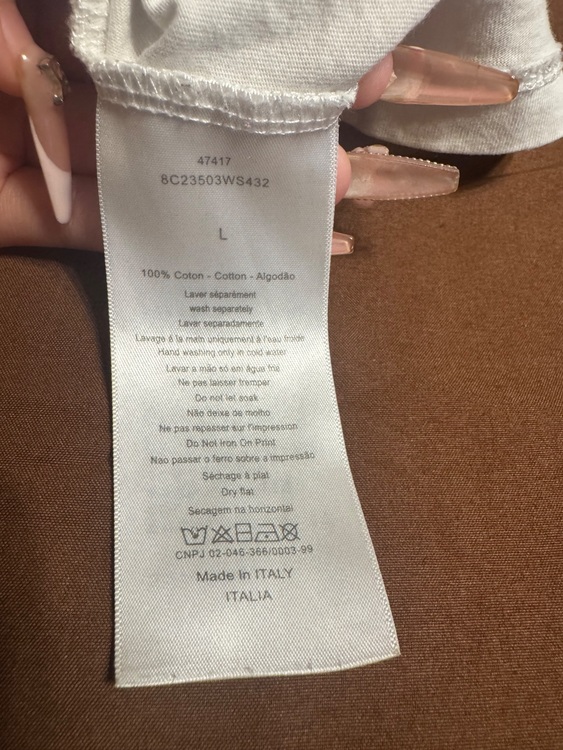 47417
8C23503WS432
L
100% Coton - Cotton - Algodão
Laver séparément
wash separately
Lavar separadamente
Lavage à la main uniquement à l'eau froide
Hand washing only in cold water
Lavar a mão só em água fria
Ne pas laisser tremper
Do not let soak
Não deixe de molho
Ne pas repasser sur l'impression
Do Not Iron On Print
Nao passar o ferro sobre a impressão
Séchage à plat
Dry flat
Secagem na horizontal
CNPJ 02-046-366/0003-99
Made In ITALY
ITALIA